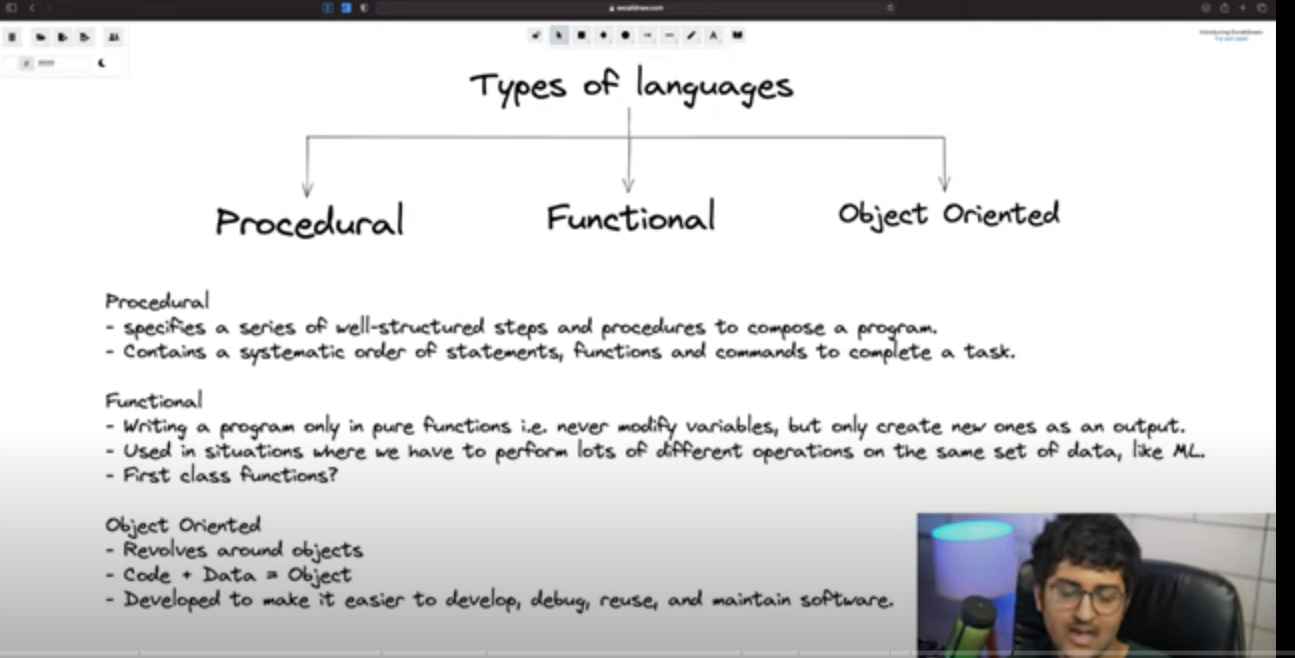 excalidraw.com
Types of languages
Procedural
Functional
Object Oriented
Procedural
- specifies a series of well-structured steps and procedures to compose a program.
- Contains a systematic order of statements, functions and commands to complete a task.
Functional
- Writing a program only in pure functions i.e. never modify variables, but only create new ones as an output.
- Used in situations where we have to perform lots of different operations on the same set of data, like ML.
- First class functions?
Object Oriented
- Revolves around objects
- Code + Data = Object
- Developed to make it easier to develop, debug, reuse, and maintain software.